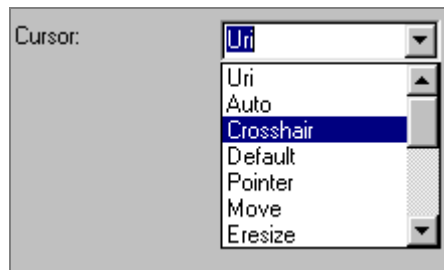 Cursor: Uri
Uri
Auto
Crosshair
Default
Pointer
Move
Eresize